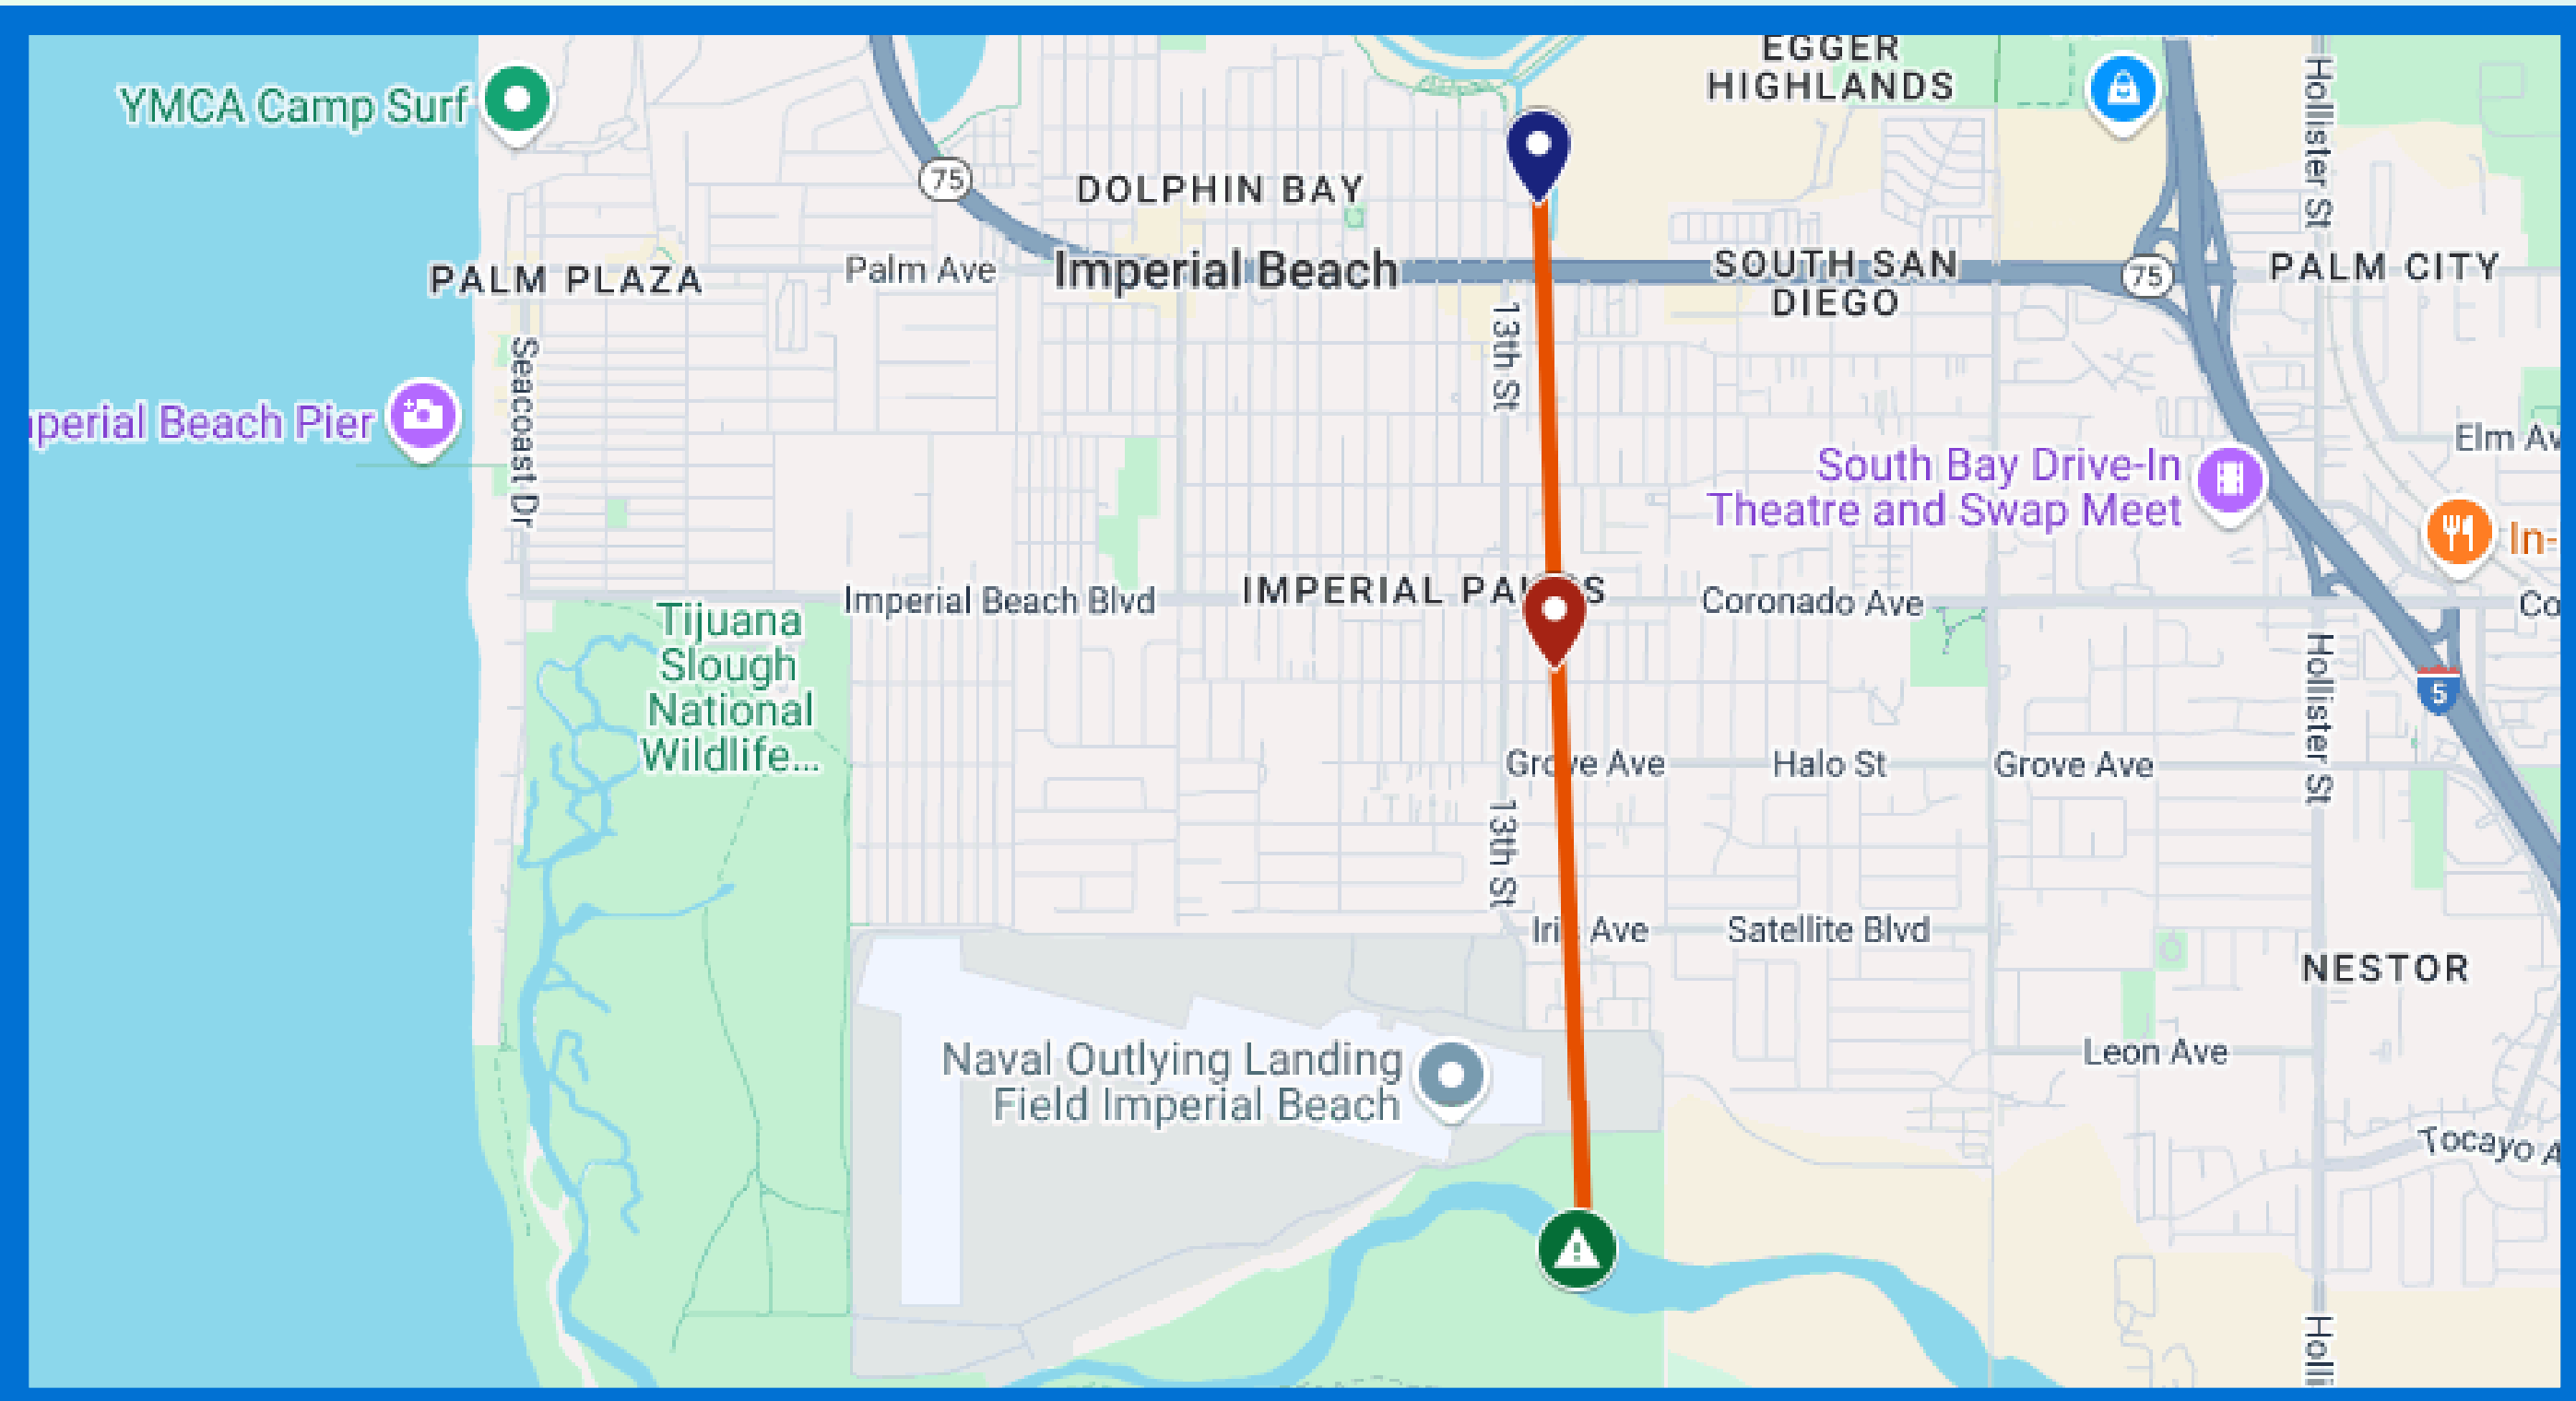 EGGER
HIGHLANDS
YMCA Camp Surf
Hollister St
75
DOLPHIN BAY
PALM PLAZA
Palm Ave
Imperial Beach
SOUTH SAN
DIEGO
75
PALM CITY
13th St
Seacoast Dr
perial Beach Pier
Elm Av
South Bay Drive-In
Theatre and Swap Meet
In-
IMPERIAL PA S
Imperial Beach Blvd
Coronado Ave
Co
Tijuana
Slough
National
Wildlife...
Hollister St
5
Grove Ave
Halo St
Grove Ave
13th St
Iri Ave
Satellite Blvd
NESTOR
Naval Outlying Landing
Field Imperial Beach
Leon Ave
Tocayo A
Holli